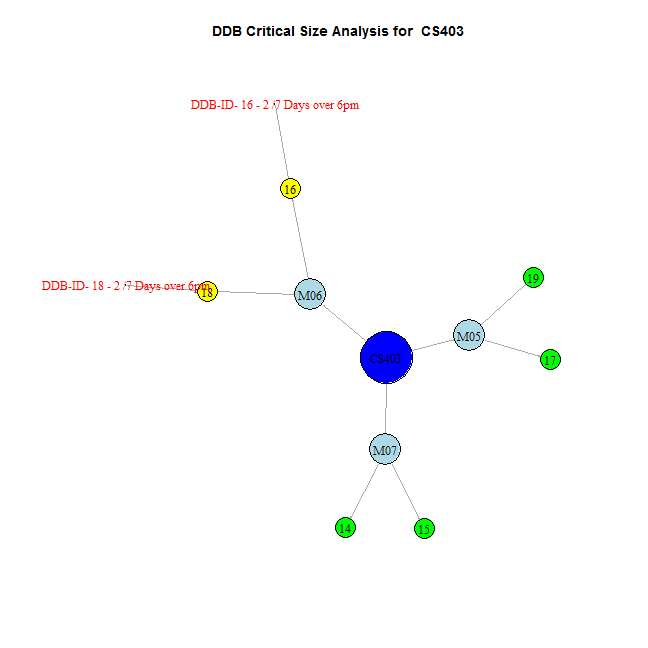 DDB Critical Size Analysis for  CS403
DDB-ID- 16 - 2 /7 Days over 6pm
16
19
DDB-ID- 18 - 2 /7 Days over 6pm
18
M06
M05
CS403
17
M07
14
15